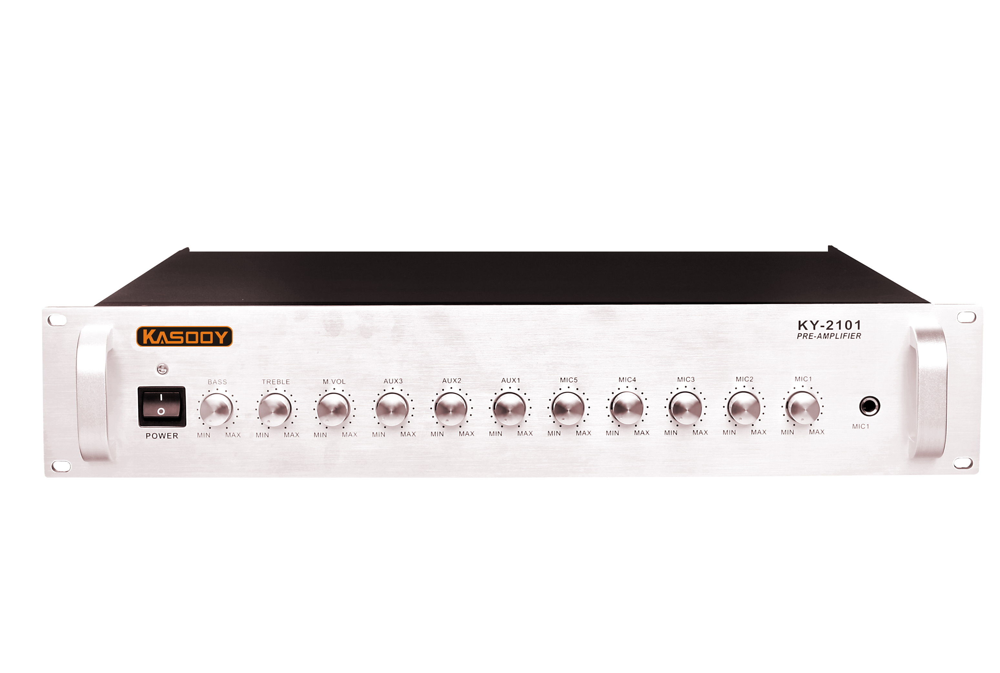 KASOOY
KY-2101
PRE-AMPLIFIER
BASS TREBLE M.VOL AUX3 AUX2 AUX1 MIC5 MIC4 MIC3 MIC2 MIC1
MIN MAX MIN MAX MIN MAX MIN MAX MIN MAX MIN MAX MIN MAX MIN MAX MIN MAX MIN MAX MIN MAX
POWER
MIC1